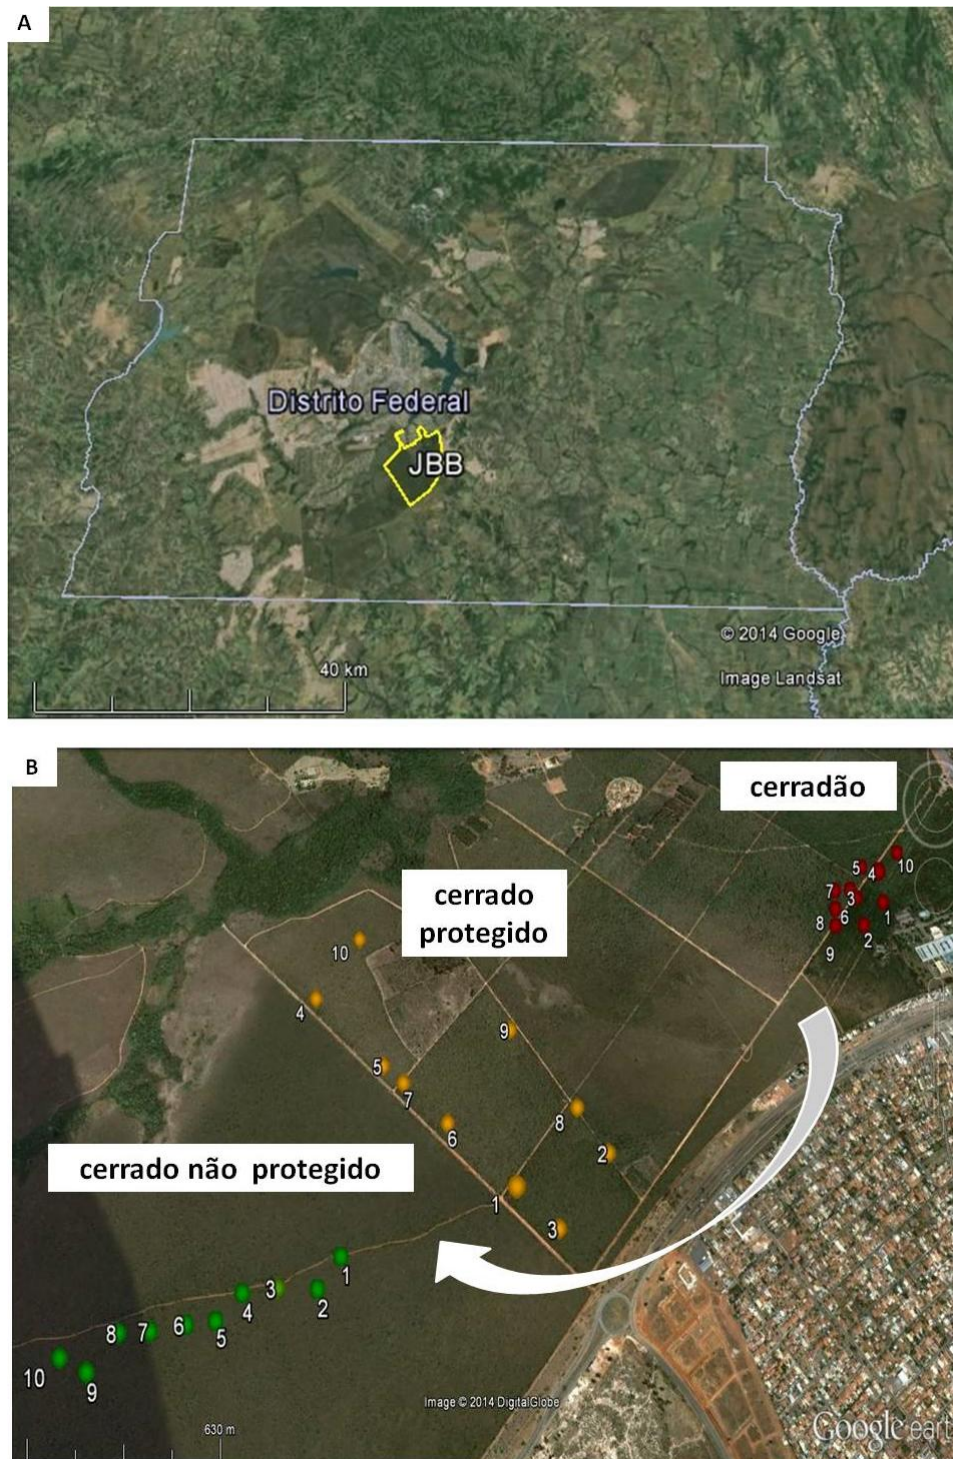 A
Distrito Federal
JBB
© 2014 Google
40 km
Image Landsat
B
cerradão
5 4 10
7 3 1
8 6 2
9
cerrado
protegido
10
4
9
5
7
8
6
2
cerrado não protegido
1
3
1
3 2
4
8 7 6 5
10
9
Image © 2014 DigitalGlobe
630 m
Google eart